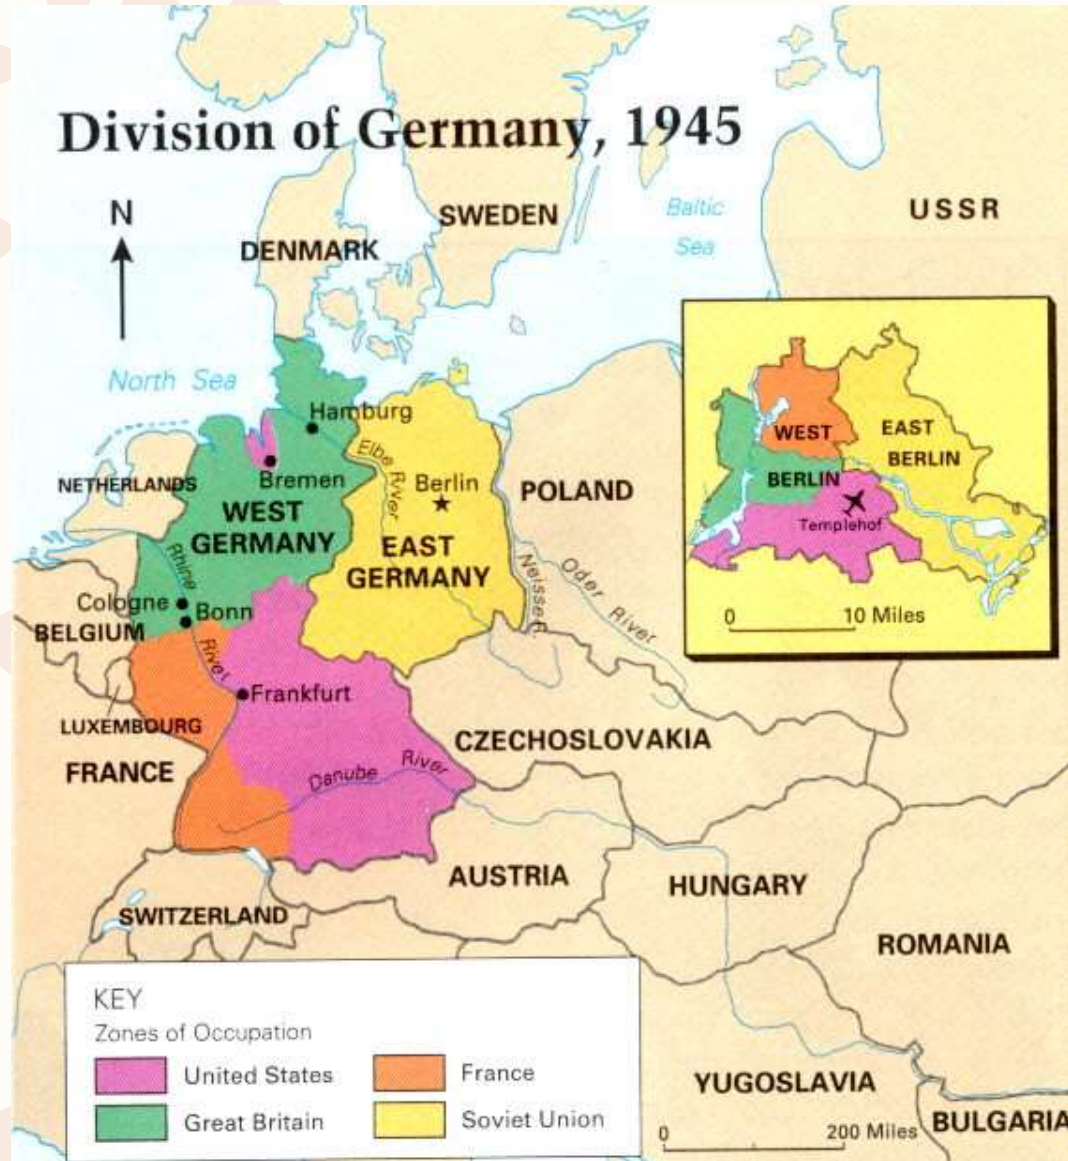 Division of Germany, 1945
N
SWEDEN
DENMARK
Baltic
Sea
USSR
North Sea
Hamburg
Elbe River
Bremen
Berlin
NETHERLANDS
POLAND
WEST
GERMANY
EAST
GERMANY
Rhine
River
Neisse R.
Oder River
Cologne
Bonn
BELGIUM
Frankfurt
LUXEMBOURG
FRANCE
CZECHOSLOVAKIA
Danube River
AUSTRIA
HUNGARY
SWITZERLAND
ROMANIA
YUGOSLAVIA
BULGARIA
WEST
BERLIN
EAST
BERLIN
Templehof
0 10 Miles
KEY
Zones of Occupation
United States
France
Great Britain
Soviet Union
0 200 Miles